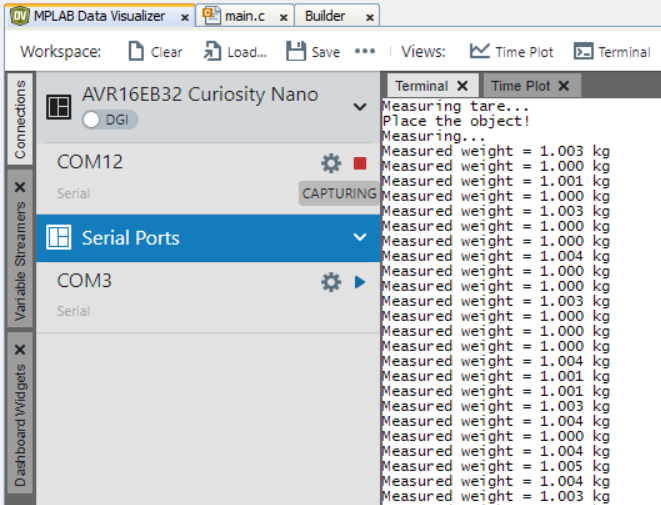 DV MPLAB Data Visualizer x main.c x Builder x
Workspace: Clear Load... Save ••• Views: Time Plot Terminal
Connections
Variable Streamers
Dashboard Widgets
AVR16EB32 Curiosity Nano
DGI
COM12
Serial
CAPTURING
Serial Ports
COM3
Serial
Terminal X Time Plot X
Measuring tare...
Place the object!
Measuring...
Measured weight = 1.003 kg
Measured weight = 1.000 kg
Measured weight = 1.001 kg
Measured weight = 1.000 kg
Measured weight = 1.003 kg
Measured weight = 1.000 kg
Measured weight = 1.000 kg
Measured weight = 1.004 kg
Measured weight = 1.000 kg
Measured weight = 1.000 kg
Measured weight = 1.003 kg
Measured weight = 1.000 kg
Measured weight = 1.000 kg
Measured weight = 1.000 kg
Measured weight = 1.004 kg
Measured weight = 1.001 kg
Measured weight = 1.001 kg
Measured weight = 1.003 kg
Measured weight = 1.004 kg
Measured weight = 1.000 kg
Measured weight = 1.004 kg
Measured weight = 1.005 kg
Measured weight = 1.004 kg
Measured weight = 1.003 kg